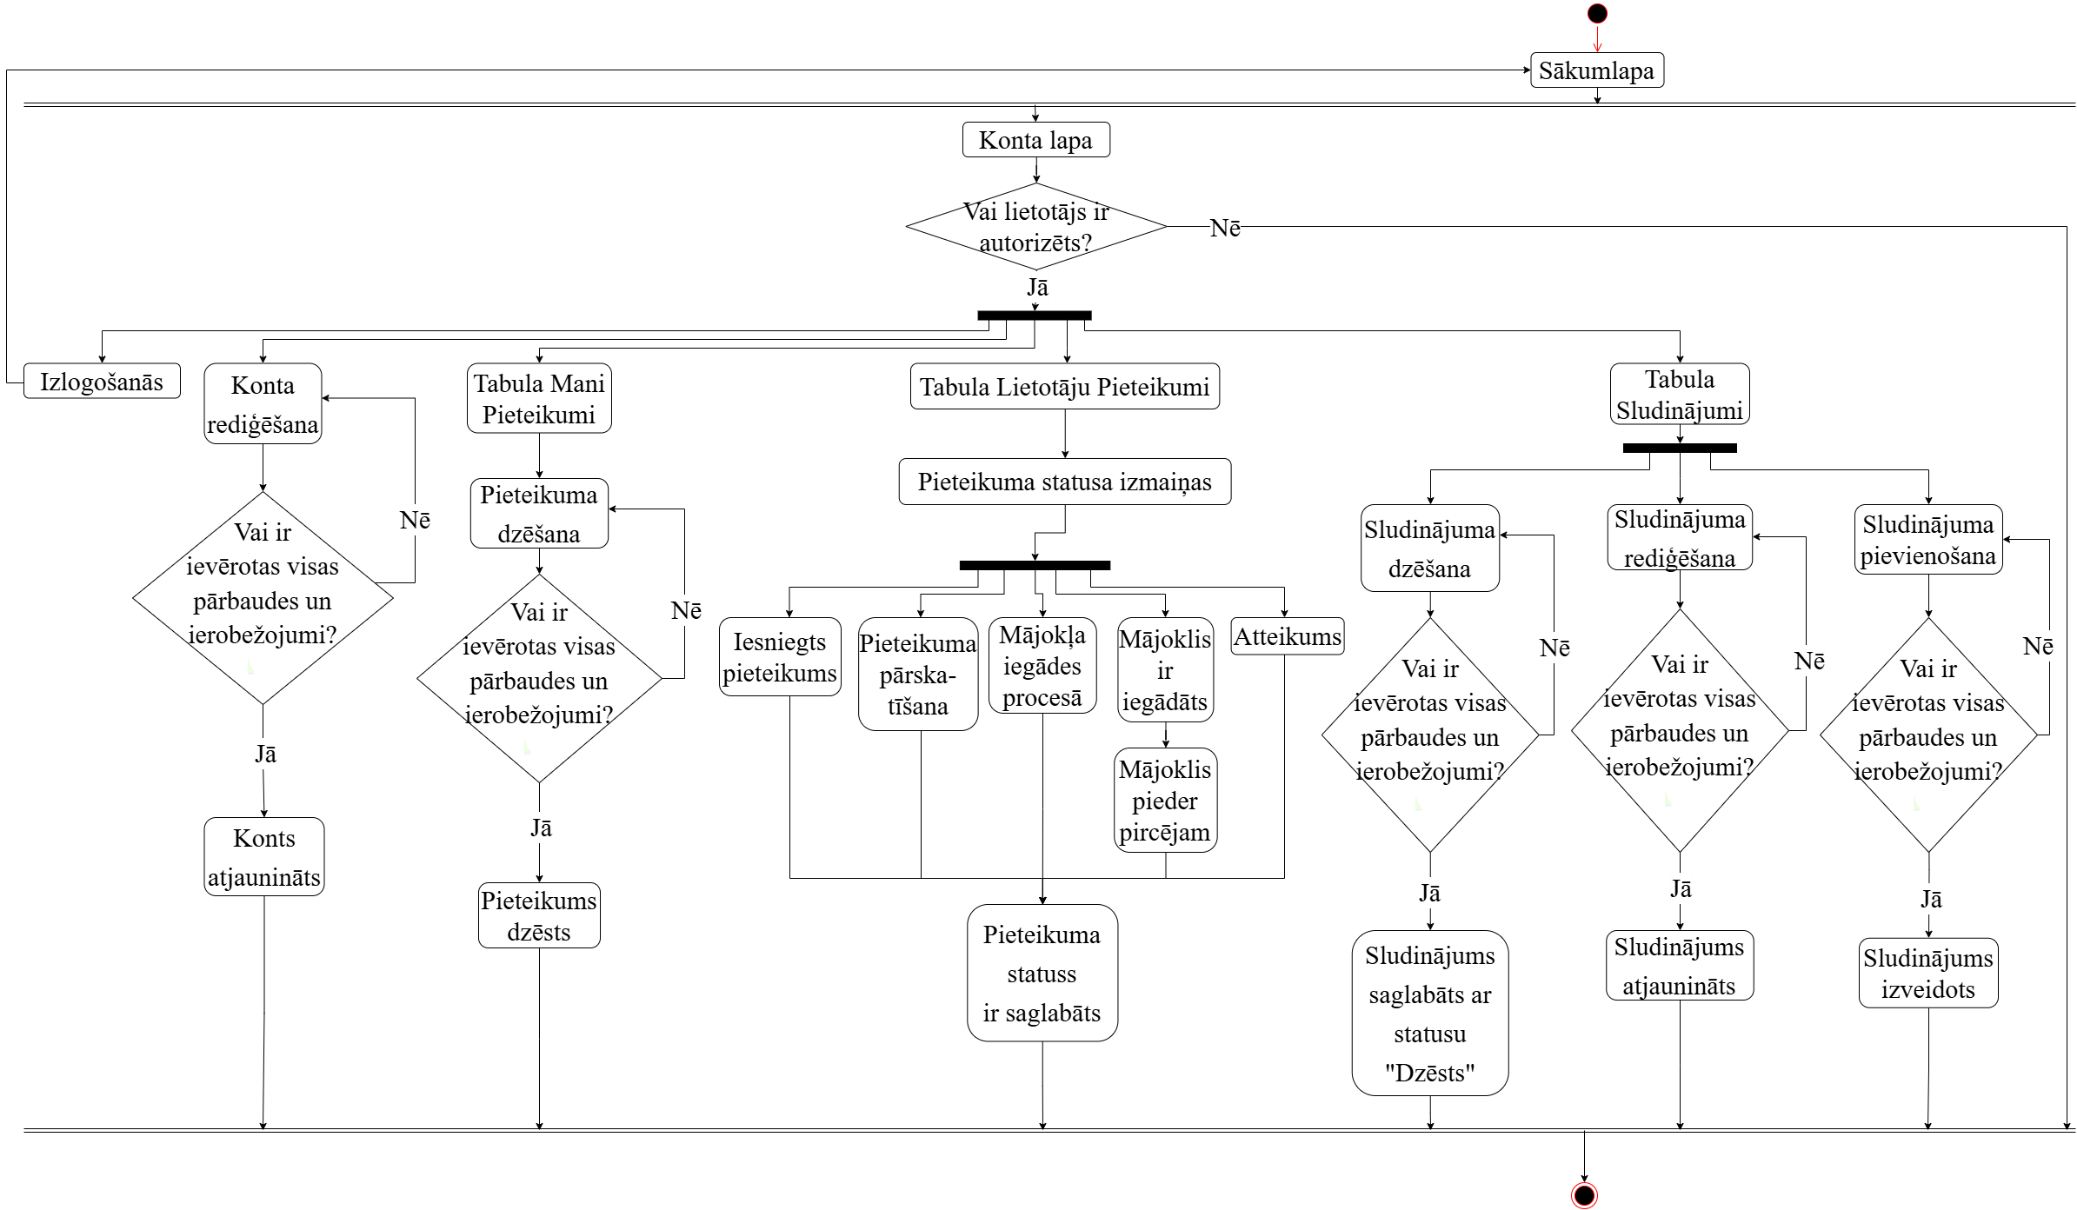 Sākumlapa
Konta lapa
Vai lietotājs ir
autorizēts?
Nē
Jā
Izlogošanās
Konta
rediģēšana
Nē
Vai ir
ievērotas visas
pārbaudes un
ierobežojumi?
Jā
Konts
atjaunināts
Tabula Mani
Pieteikumi
Pieteikuma
dzēšana
Nē
Vai ir
ievērotas visas
pārbaudes un
ierobežojumi?
Jā
Pieteikums
dzēsts
Tabula Lietotāju Pieteikumi
Pieteikuma statusa izmaiņas
Iesniegts
pieteikums
Pieteikuma
pārska-
tīšana
Mājokļa
iegādes
procesā
Mājoklis
ir
iegādāts
Mājoklis
pieder
pircējam
Atteikums
Pieteikuma
statuss
ir saglabāts
Tabula
Sludinājumi
Sludinājuma
dzēšana
Nē
Vai ir
ievērotas visas
pārbaudes un
ierobežojumi?
Jā
Sludinājums
saglabāts ar
statusu
"Dzēsts"
Sludinājuma
rediģēšana
Nē
Vai ir
ievērotas visas
pārbaudes un
ierobežojumi?
Jā
Sludinājums
atjaunināts
Sludinājuma
pievienošana
Nē
Vai ir
ievērotas visas
pārbaudes un
ierobežojumi?
Jā
Sludinājums
izveidots